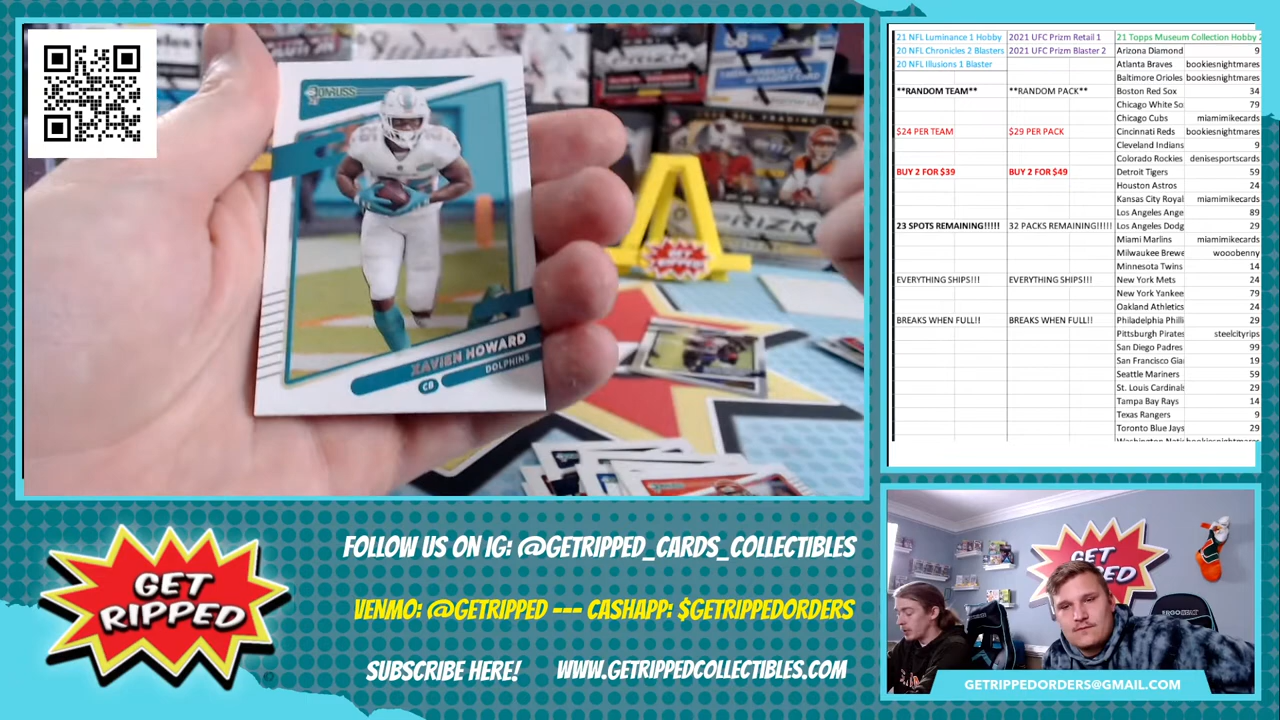 DONRUSS
XAVIEN HOWARD
CB
DOLPHINS
GET
RIPPED
PRIZM
21 NFL Luminance 1 Hobby
20 NFL Chronicles 2 Blasters
20 NFL Illusions 1 Blaster
**RANDOM TEAM**
$24 PER TEAM
BUY 2 FOR $39
23 SPOTS REMAINING!!!!!
EVERYTHING SHIPS!!!
BREAKS WHEN FULL!!
2021 UFC Prizm Retail 1
2021 UFC Prizm Blaster 2
**RANDOM PACK**
$29 PER PACK
BUY 2 FOR $49
32 PACKS REMAINING!!!!!
EVERYTHING SHIPS!!!
BREAKS WHEN FULL!!
21 Topps Museum Collection Hobby 2
Arizona Diamond 9
Atlanta Braves bookiesnightmares
Baltimore Orioles bookiesnightmares
Boston Red Sox 34
Chicago White So 79
Chicago Cubs miamimikecards
Cincinnati Reds bookiesnightmares
Cleveland Indians 9
Colorado Rockies denisesportscards
Detroit Tigers 59
Houston Astros 24
Kansas City Royal miamimikecards
Los Angeles Ange 89
Los Angeles Dodg 29
Miami Marlins miamimikecards
Milwaukee Brewe wooobenny
Minnesota Twins 14
New York Mets 24
New York Yankee 79
Oakland Athletics 24
Philadelphia Philli 29
Pittsburgh Pirates steelcityrips
San Diego Padres 99
San Francisco Gia 19
Seattle Mariners 59
St. Louis Cardinals 29
Tampa Bay Rays 14
Texas Rangers 9
Toronto Blue Jays 29
Washington Nati bookiesnightmares
GET
RIPPED
FOLLOW US ON IG: @GETRIPPED_CARDS_COLLECTIBLES
VENMO: @GETRIPPED --- CASHAPP: $GETRIPPEDORDERS
SUBSCRIBE HERE!
WWW.GETRIPPEDCOLLECTIBLES.COM
GET
GETRIPPEDORDERS@GMAIL.COM